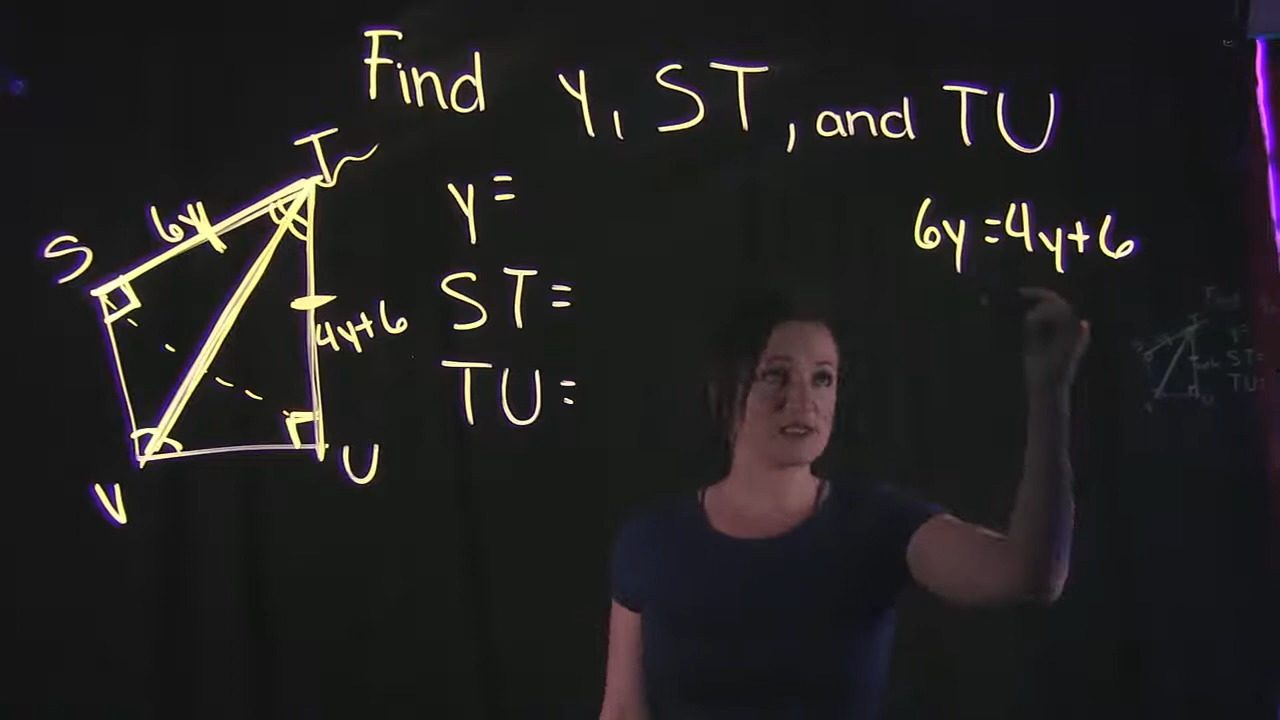 Find y, ST, and TU
T
6y
S
4y+6
V
U
y=
ST=
TU=
6y=4y+6